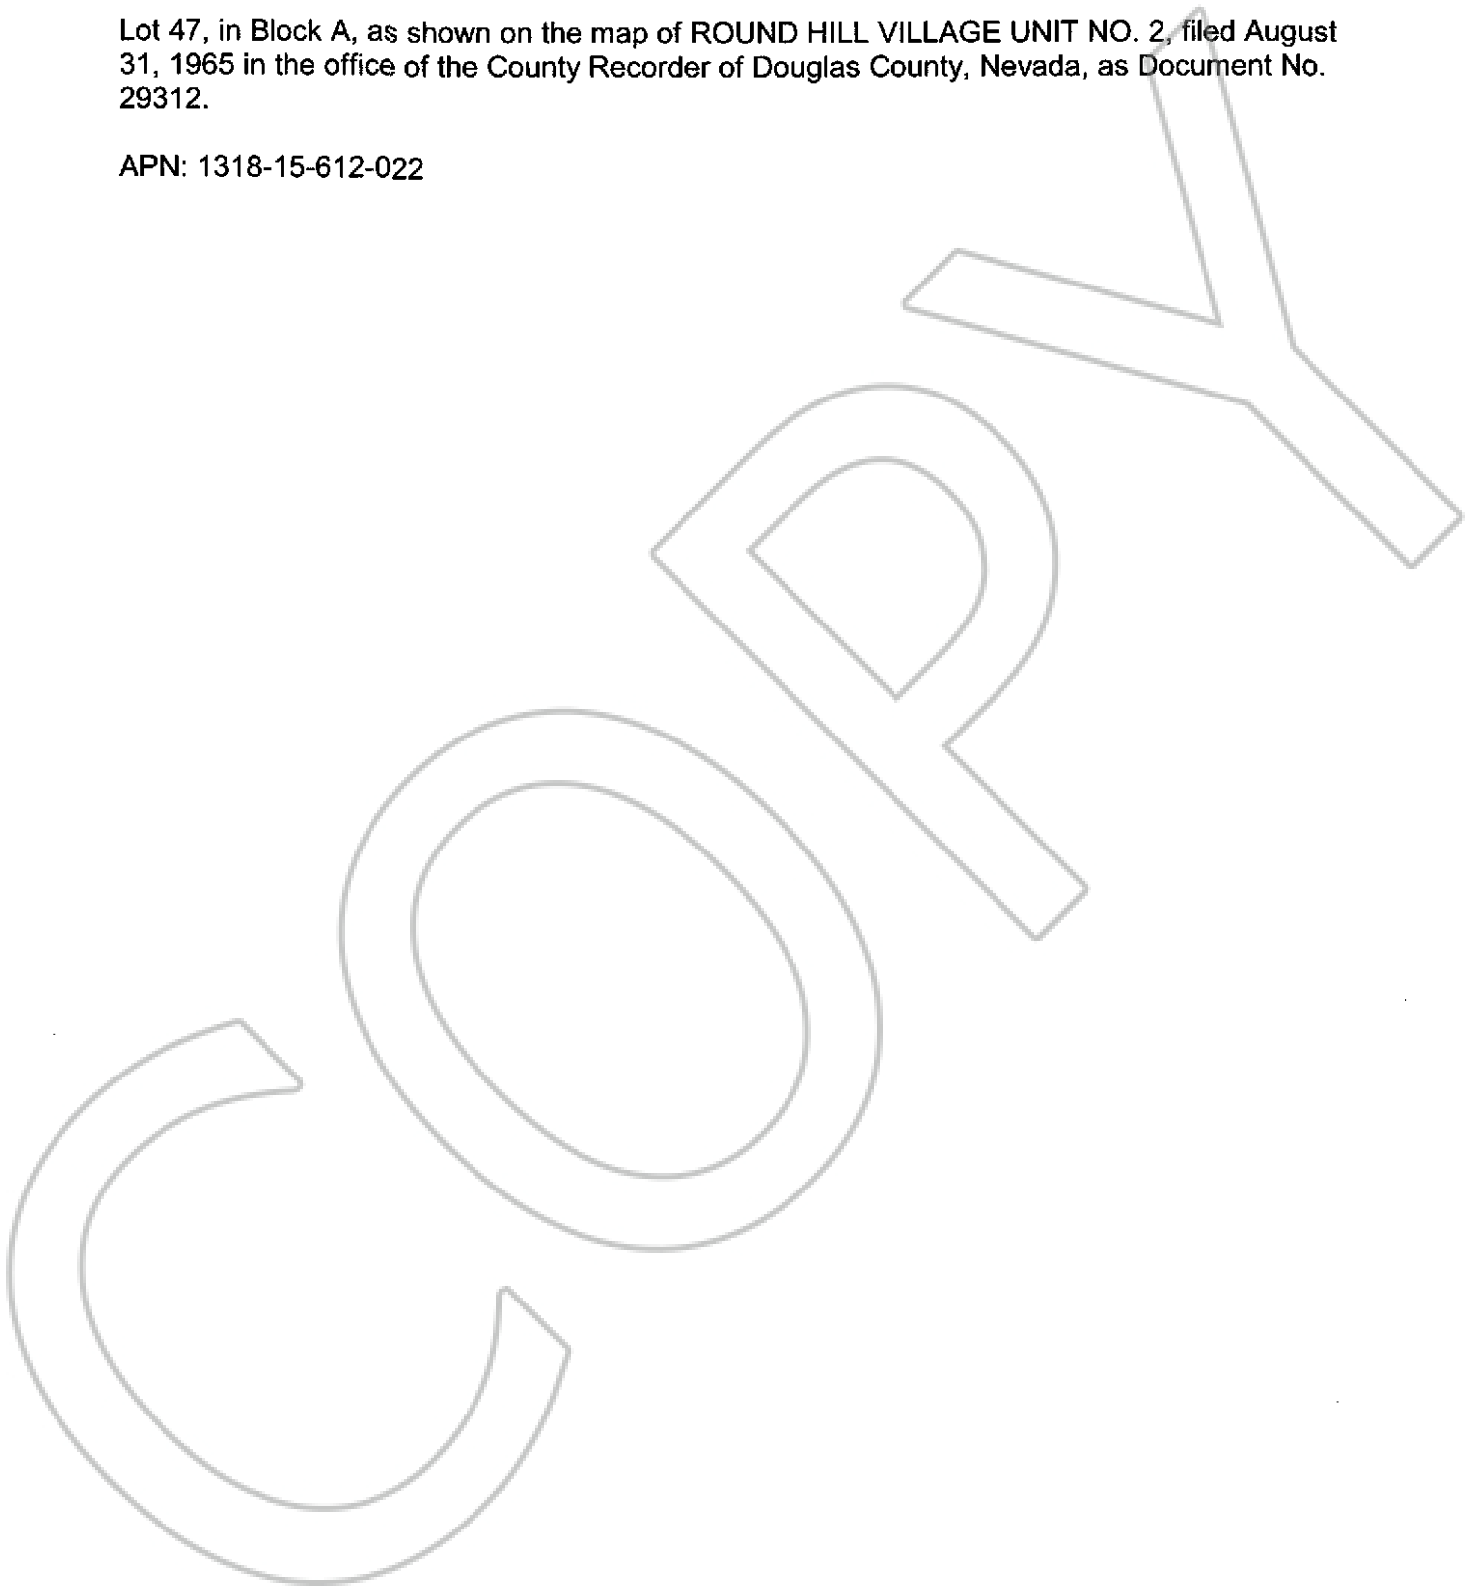 Lot 47, in Block A, as shown on the map of ROUND HILL VILLAGE UNIT NO. 2, filed August
31, 1965 in the office of the County Recorder of Douglas County, Nevada, as Document No.
29312.
APN: 1318-15-612-022
COPY